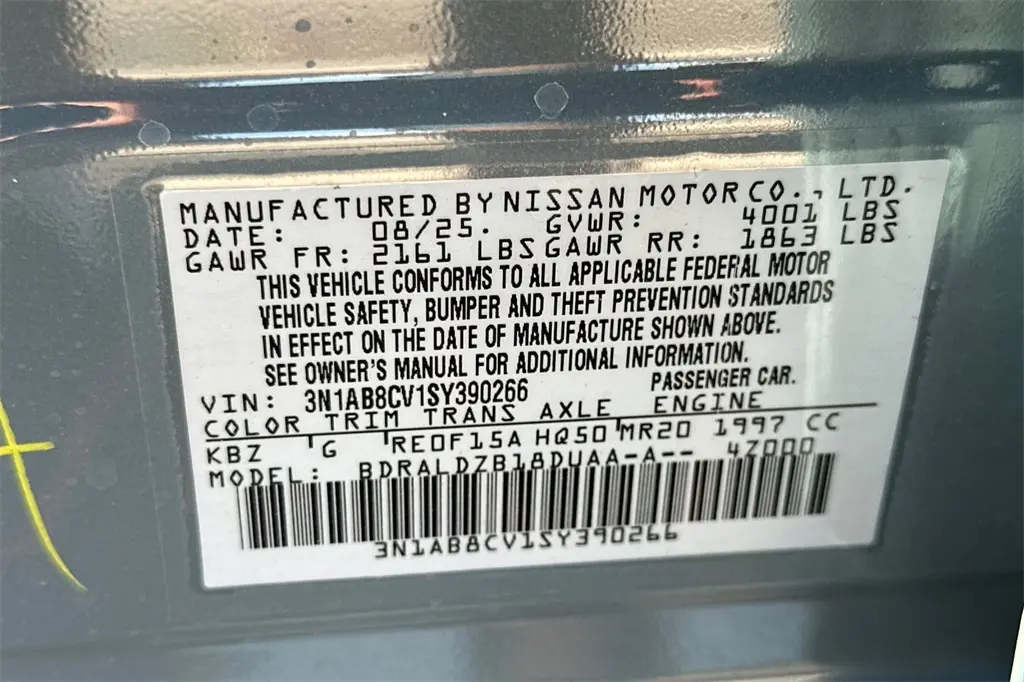 MANUFACTURED BY NISSAN MOTOR CO., LTD.
DATE: 08/25. GVWR: 4001 LBS
GAWR FR: 2161 LBS GAWR RR: 1863 LBS
THIS VEHICLE CONFORMS TO ALL APPLICABLE FEDERAL MOTOR
VEHICLE SAFETY, BUMPER AND THEFT PREVENTION STANDARDS
IN EFFECT ON THE DATE OF MANUFACTURE SHOWN ABOVE.
SEE OWNER'S MANUAL FOR ADDITIONAL INFORMATION.
VIN: 3N1AB8CV1SY390266 PASSENGER CAR.
COLOR TRIM TRANS AXLE ENGINE
KBZ G RE0F15A HQ50 MR20 1997 CC
MODEL: BDRALDZB18DUAA-A-- 4Z000
3N1AB8CV1SY390266